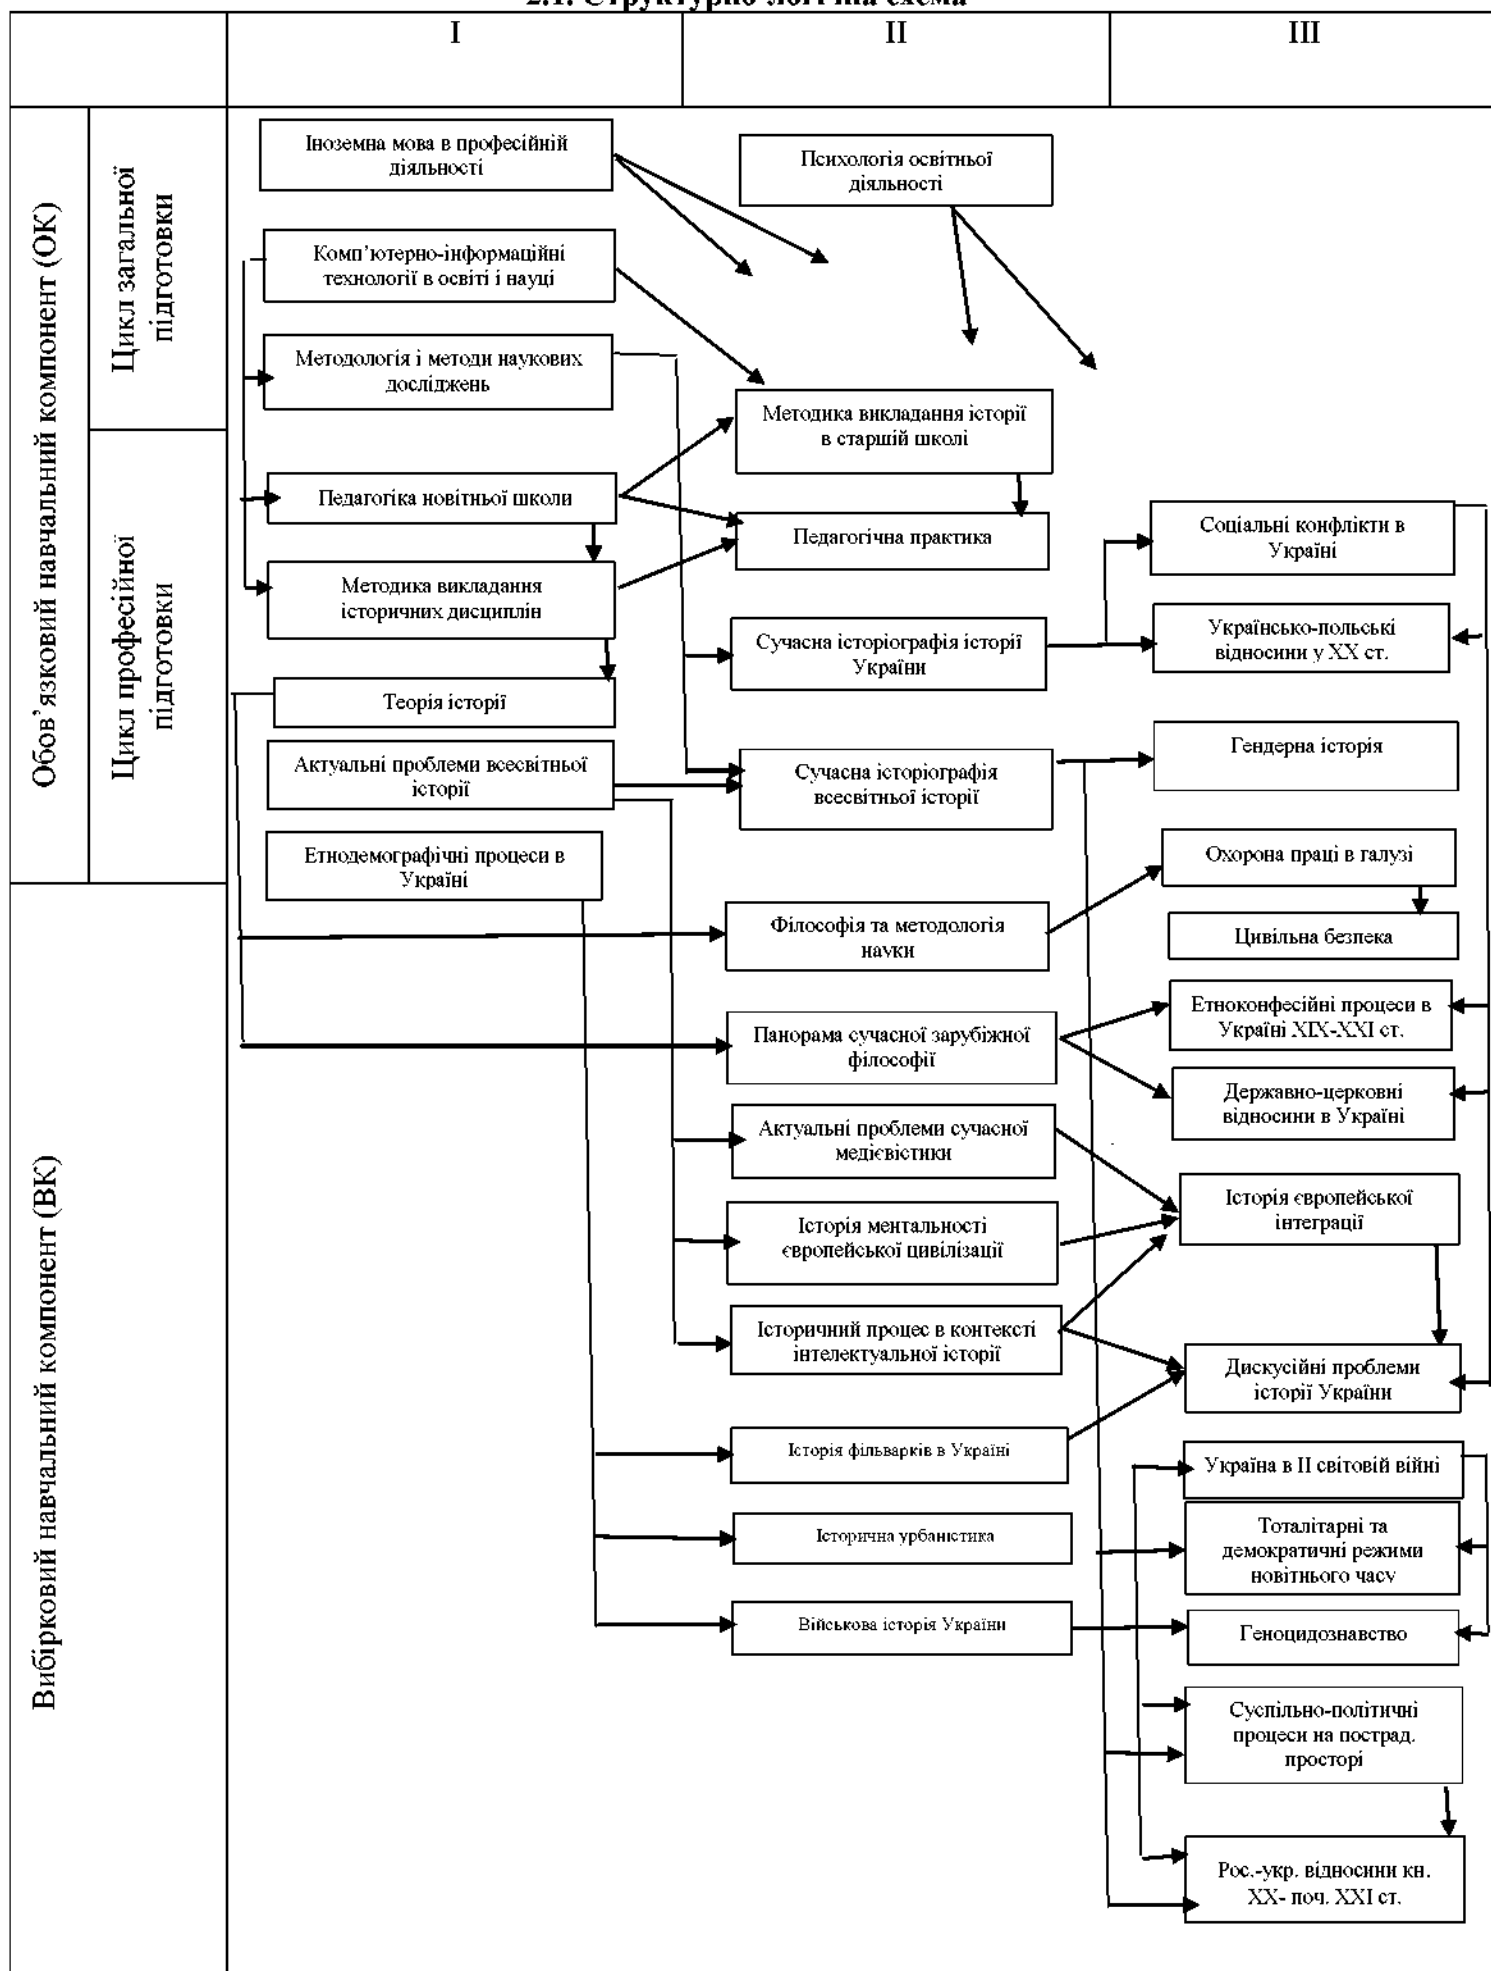 2.1. Структурно-логічна схема
I
II
III
Обов’язковий навчальний компонент (ОК)
Цикл загальної
підготовки
Цикл професійної
підготовки
Вибірковий навчальний компонент (ВК)
Іноземна мова в професійній
діяльності
Комп’ютерно-інформаційні
технології в освіті і науці
Методологія і методи наукових
досліджень
Педагогіка новітньої школи
Методика викладання
історичних дисциплін
Теорія історії
Актуальні проблеми всесвітньої
історії
Етнодемографічні процеси в
Україні
Психологія освітньої
діяльності
Методика викладання історії
в старшій школі
Педагогічна практика
Сучасна історіографія історії
України
Сучасна історіографія
всесвітньої історії
Філософія та методологія
науки
Панорама сучасної зарубіжної
філософії
Актуальні проблеми сучасної
медієвістики
Історія ментальності
європейської цивілізації
Історичний процес в контексті
інтелектуальної історії
Історія фільварків в Україні
Історична урбаністика
Військова історія України
Соціальні конфлікти в
Україні
Українсько-польські
відносини у ХХ ст.
Гендерна історія
Охорона праці в галузі
Цивільна безпека
Етноконфесійні процеси в
Україні ХІХ-ХХІ ст.
Державно-церковні
відносини в Україні
Історія європейської
інтеграції
Дискусійні проблеми
історії України
Україна в ІІ світовій війні
Тоталітарні та
демократичні режими
новітнього часу
Геноцидознавство
Суспільно-політичні
процеси на пострад.
просторі
Рос.-укр. відносини кн.
ХХ- поч. ХХІ ст.